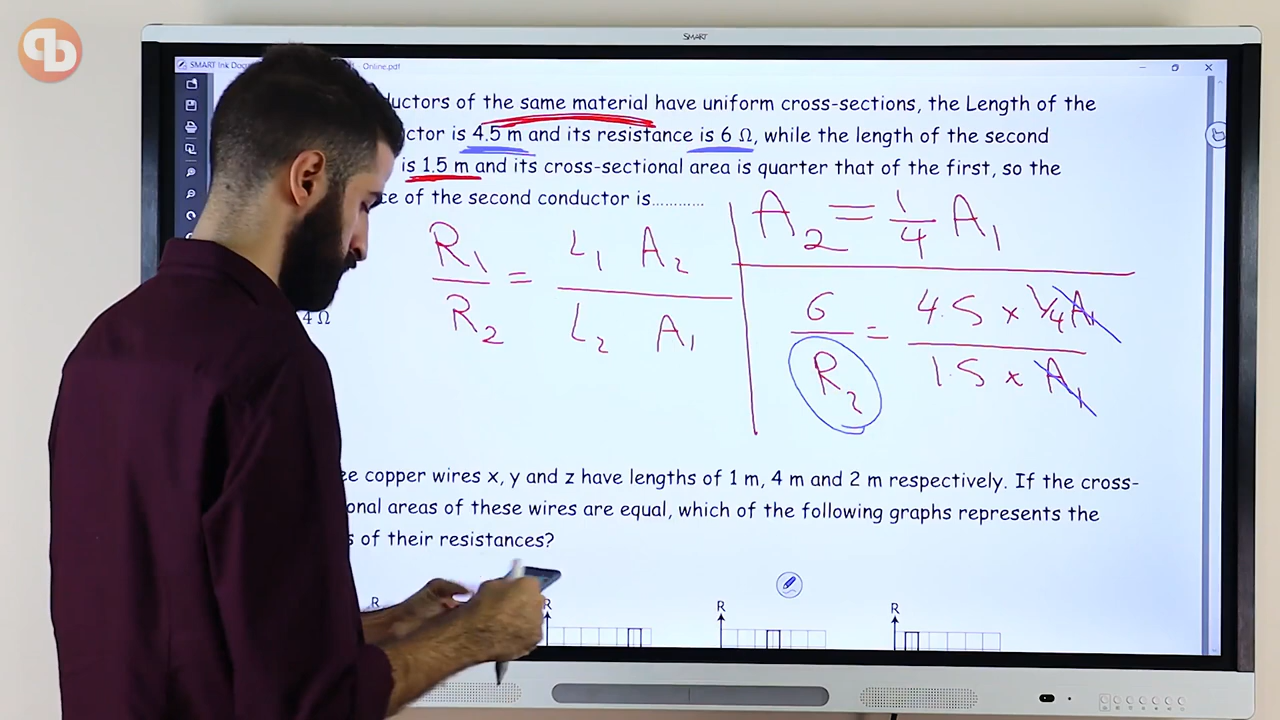 SMART
SMART Ink Doc Online.pdf
uctors of the same material have uniform cross-sections, the Length of the
ctor is 4.5 m and its resistance is 6 Ω, while the length of the second
is 1.5 m and its cross-sectional area is quarter that of the first, so the
ce of the second conductor is............
A₂ = 1/4 A₁
R₁/R₂ = L₁ A₂ / L₂ A₁
6/R₂ = 4.5 × 1/4 A₁ / 1.5 × A₁
4 Ω
ee copper wires x, y and z have lengths of 1 m, 4 m and 2 m respectively. If the cross-
onal areas of these wires are equal, which of the following graphs represents the
s of their resistances?
R R R R